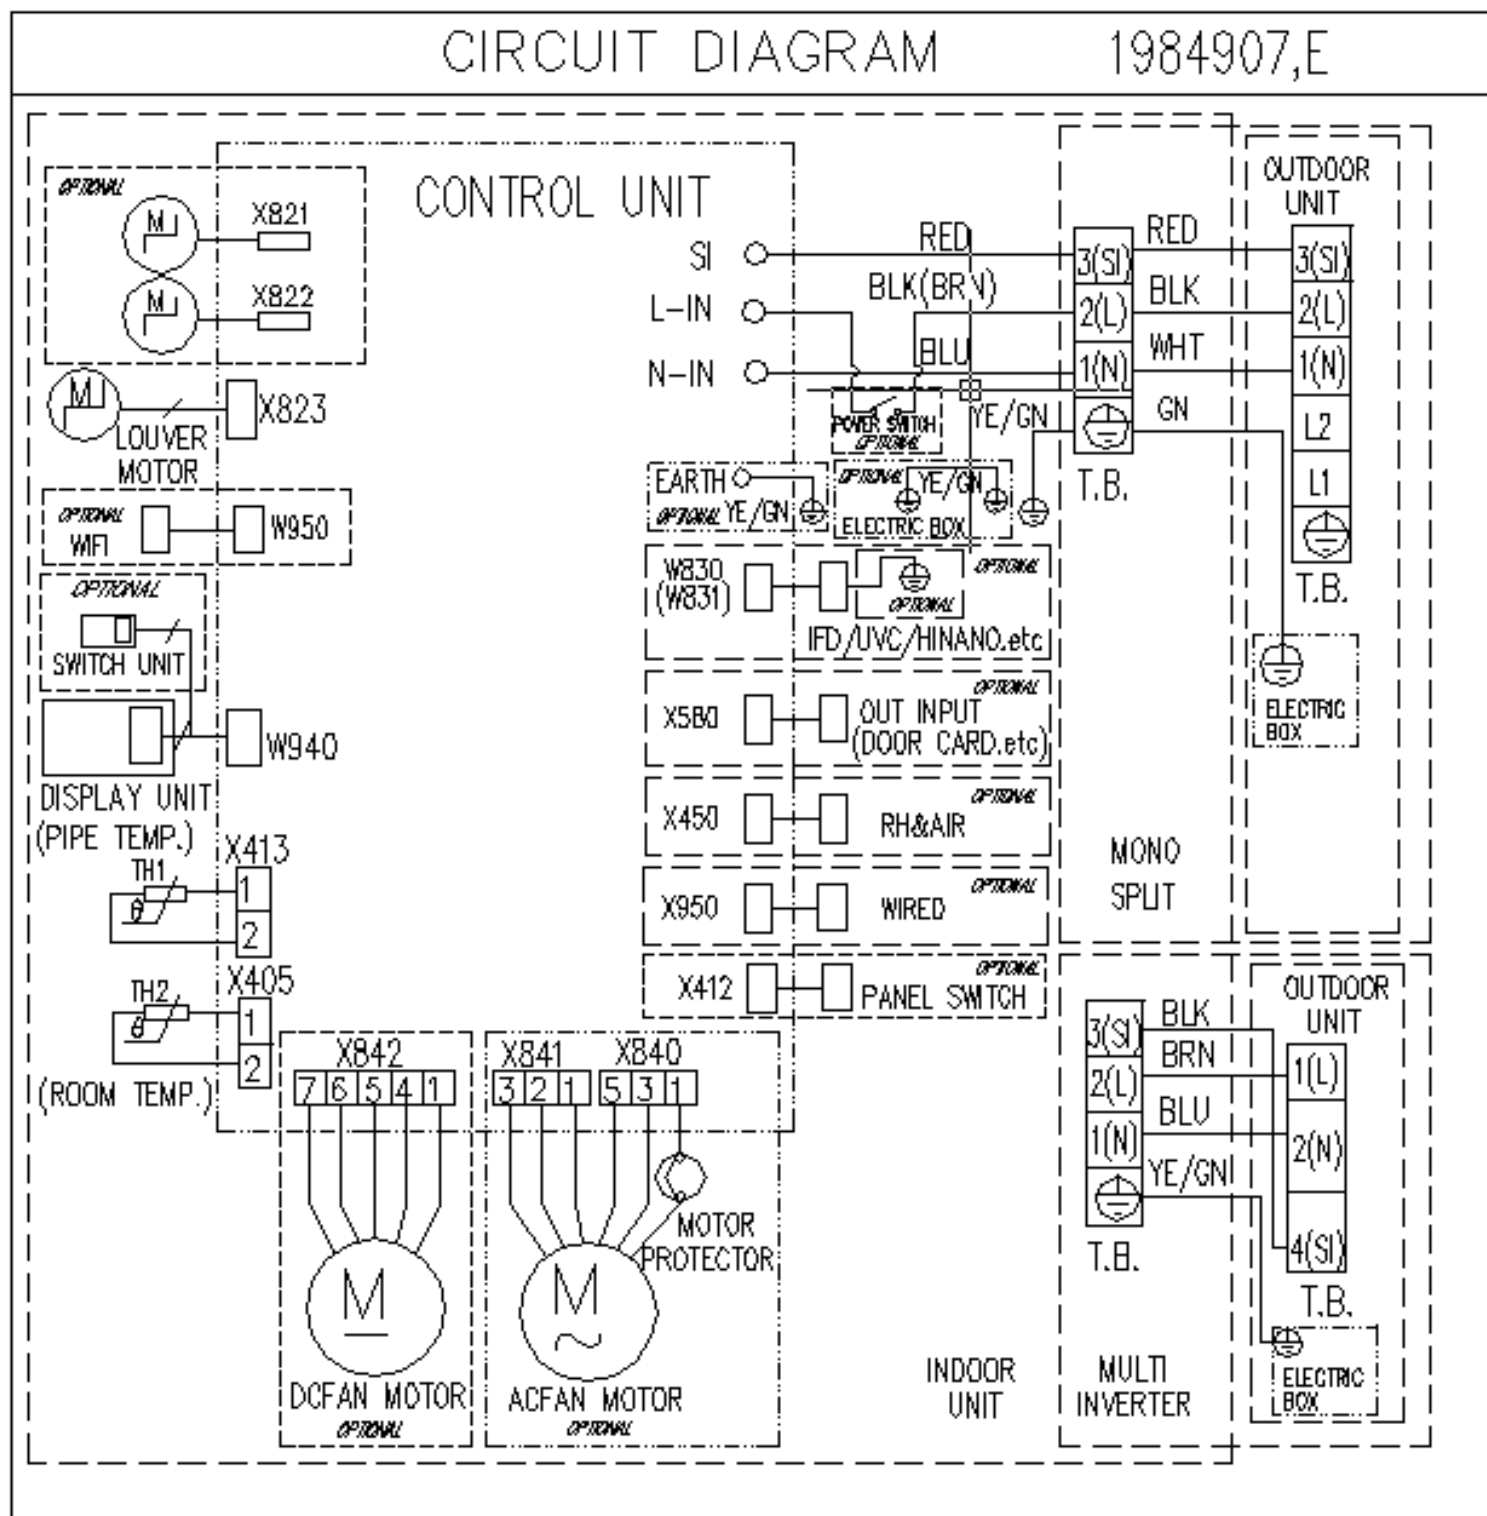 CIRCUIT DIAGRAM 1984907,E
OPTIONAL
M
X821
M
X822
M
X823
LOUVER
MOTOR
OPTIONAL
WIFI
W950
OPTIONAL
SWITCH UNIT
W940
DISPLAY UNIT
(PIPE TEMP.)
TH1
θ
X413
1
2
TH2
θ
X405
1
2
(ROOM TEMP.)
CONTROL UNIT
SI
L-IN
N-IN
RED
BLK(BRN)
BLU
POWER SWITCH
OPTIONAL
YE/GN
EARTH
OPTIONAL YE/GN
OPTIONAL YE/GN
ELECTRIC BOX
W830
(W831)
OPTIONAL
OPTIONAL
IFD/UVC/HINANO.etc
X580
OPTIONAL
OUT INPUT
(DOOR CARD.etc)
X450
OPTIONAL
RH&AIR
X950
OPTIONAL
WIRED
X412
OPTIONAL
PANEL SWITCH
3(SI)
2(L)
1(N)
T.B.
RED
BLK
WHT
GN
OUTDOOR
UNIT
3(SI)
2(L)
1(N)
L2
L1
T.B.
ELECTRIC
BOX
MONO
SPLIT
X842
7 6 5 4 1
M
DCFAN MOTOR
OPTIONAL
X841 X840
3 2 1 5 3 1
MOTOR
PROTECTOR
M
ACFAN MOTOR
OPTIONAL
INDOOR
UNIT
3(SI)
2(L)
1(N)
T.B.
BLK
BRN
BLU
YE/GN
OUTDOOR
UNIT
1(L)
2(N)
4(SI)
T.B.
ELECTRIC
BOX
MULTI
INVERTER